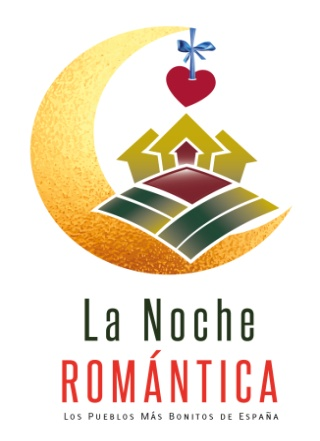 La Noche
ROMÁNTICA
Los Pueblos Más Bonitos de España